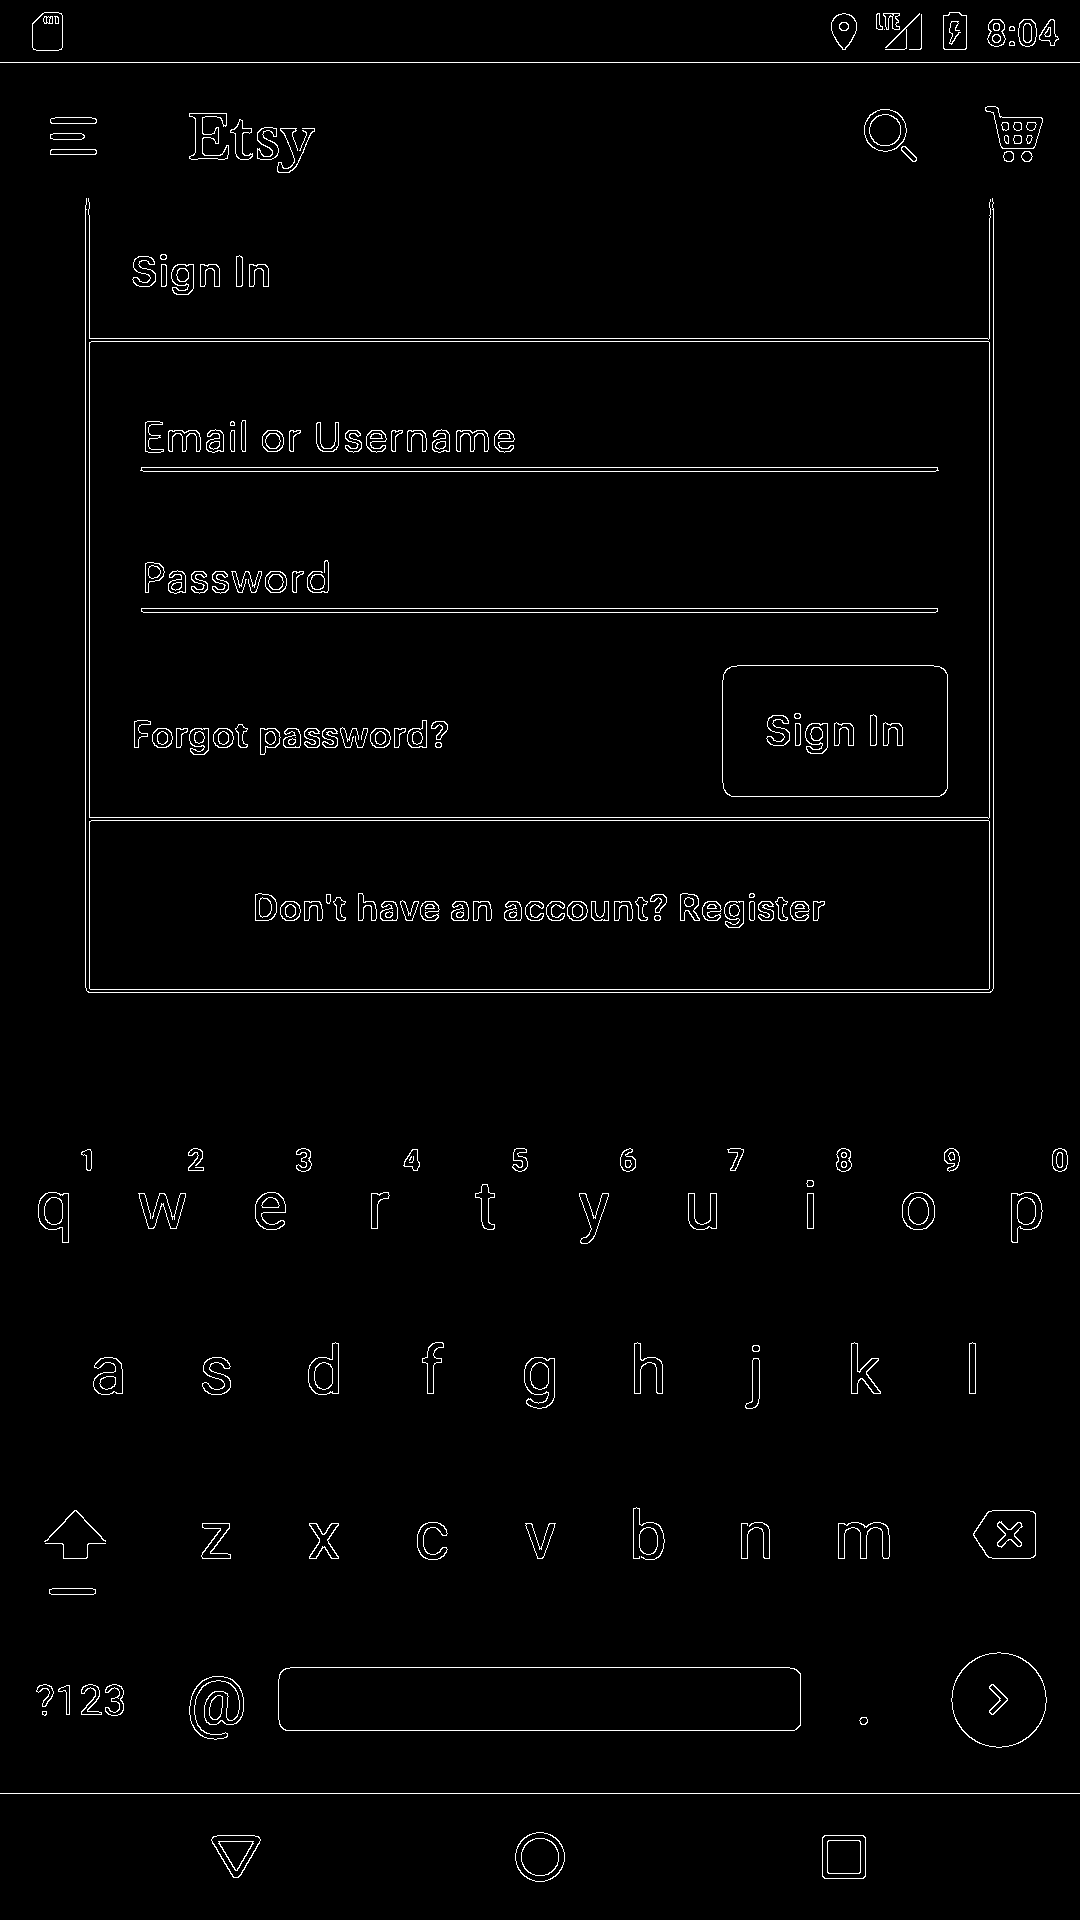 LTE 8:04
Etsy
Sign In
Email or Username
Password
Forgot password? Sign In
Don't have an account? Register
1 2 3 4 5 6 7 8 9 0
q w e r t y u i o p
a s d f g h j k l
z x c v b n m
?123 @ .